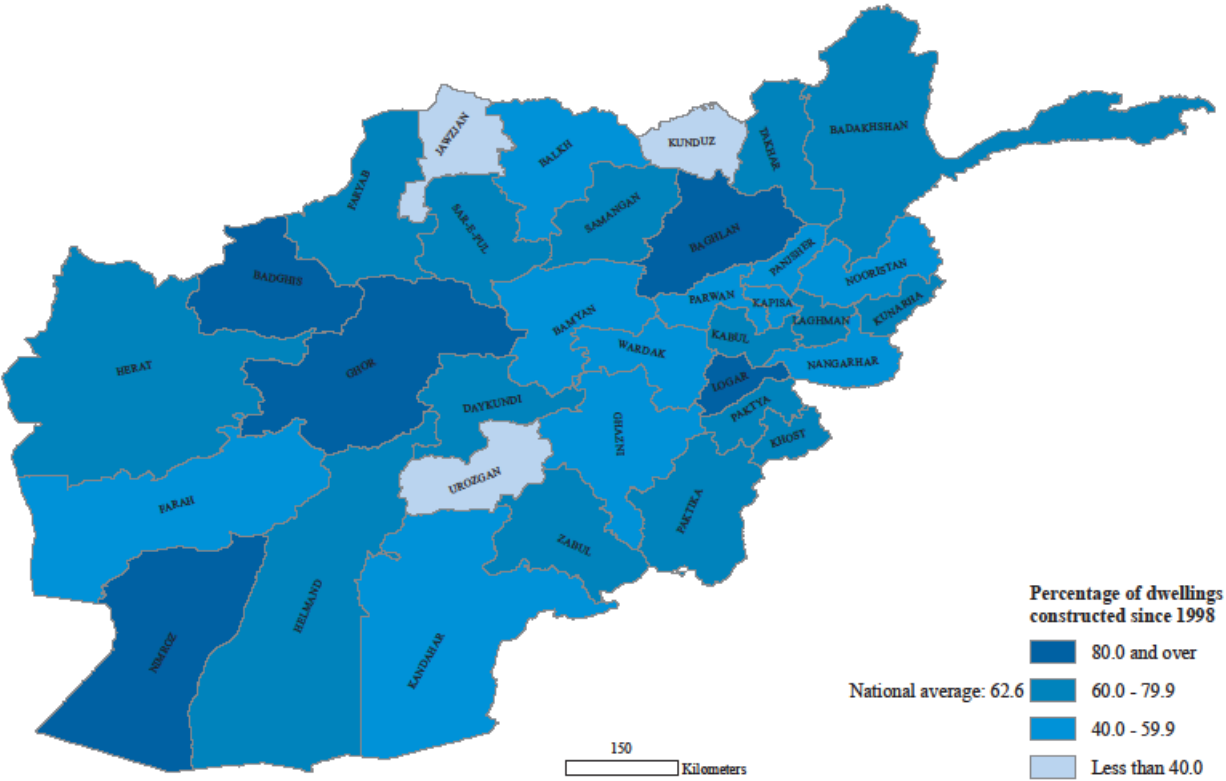 BADAKHSHAN
JAWZJAN
BALKH
KUNDUZ
TAKHAR
FARYAB
SAR-E-PUL
SAMANGAN
BAGHLAN
PANJSHER
NOORISTAN
BADGHIS
PARWAN
KAPISA
LAGHMAN
KUNARHA
BAMYAN
KABUL
WARDAK
NANGARHAR
HERAT
GHOR
LOGAR
DAYKUNDI
PAKTYA
GHAZNI
KHOST
UROZGAN
FARAH
PAKTIKA
ZABUL
HELMAND
NIMROZ
KANDAHAR
Percentage of dwellings
constructed since 1998
80.0 and over
National average: 62.6
60.0 - 79.9
40.0 - 59.9
Less than 40.0
150
Kilometers